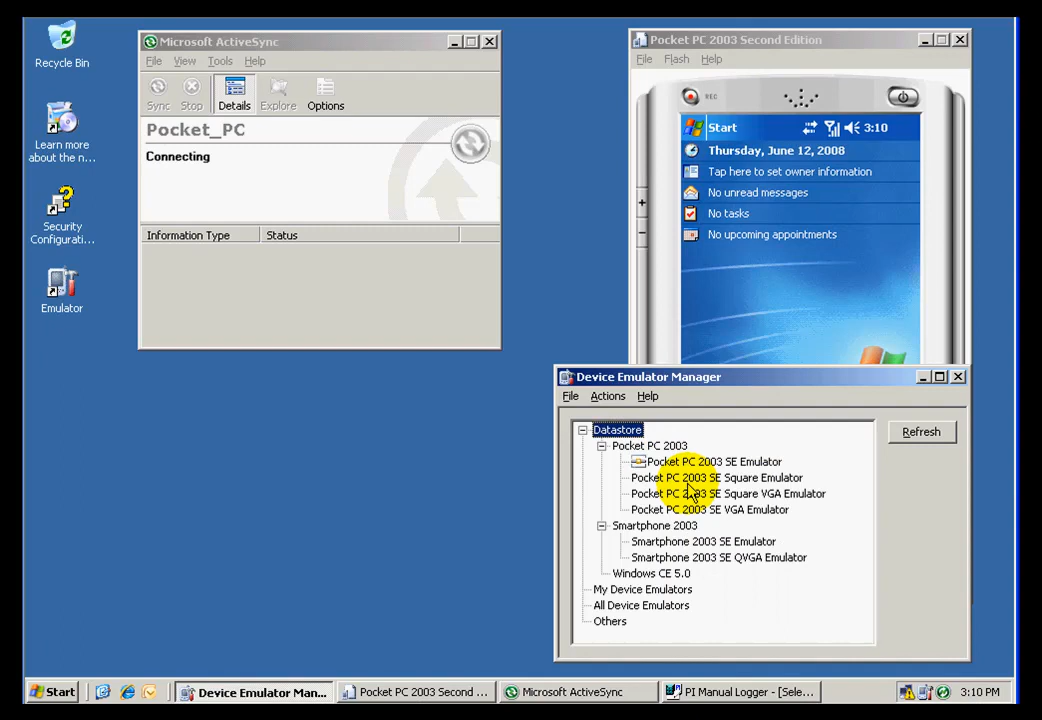 Recycle Bin
Learn more
about the n...
Security
Configurati...
Emulator
Microsoft ActiveSync
File View Tools Help
Sync Stop Details Explore Options
Pocket_PC
Connecting
Information Type Status
Pocket PC 2003 Second Edition
File Flash Help
REC
Start 3:10
Thursday, June 12, 2008
Tap here to set owner information
No unread messages
No tasks
No upcoming appointments
Device Emulator Manager
File Actions Help
Datastore
Refresh
Pocket PC 2003
Pocket PC 2003 SE Emulator
Pocket PC 2003 SE Square Emulator
Pocket PC 2003 SE Square VGA Emulator
Pocket PC 2003 SE VGA Emulator
Smartphone 2003
Smartphone 2003 SE Emulator
Smartphone 2003 SE QVGA Emulator
Windows CE 5.0
My Device Emulators
All Device Emulators
Others
Start Device Emulator Man... Pocket PC 2003 Second ... Microsoft ActiveSync PI Manual Logger - [Sele... 3:10 PM